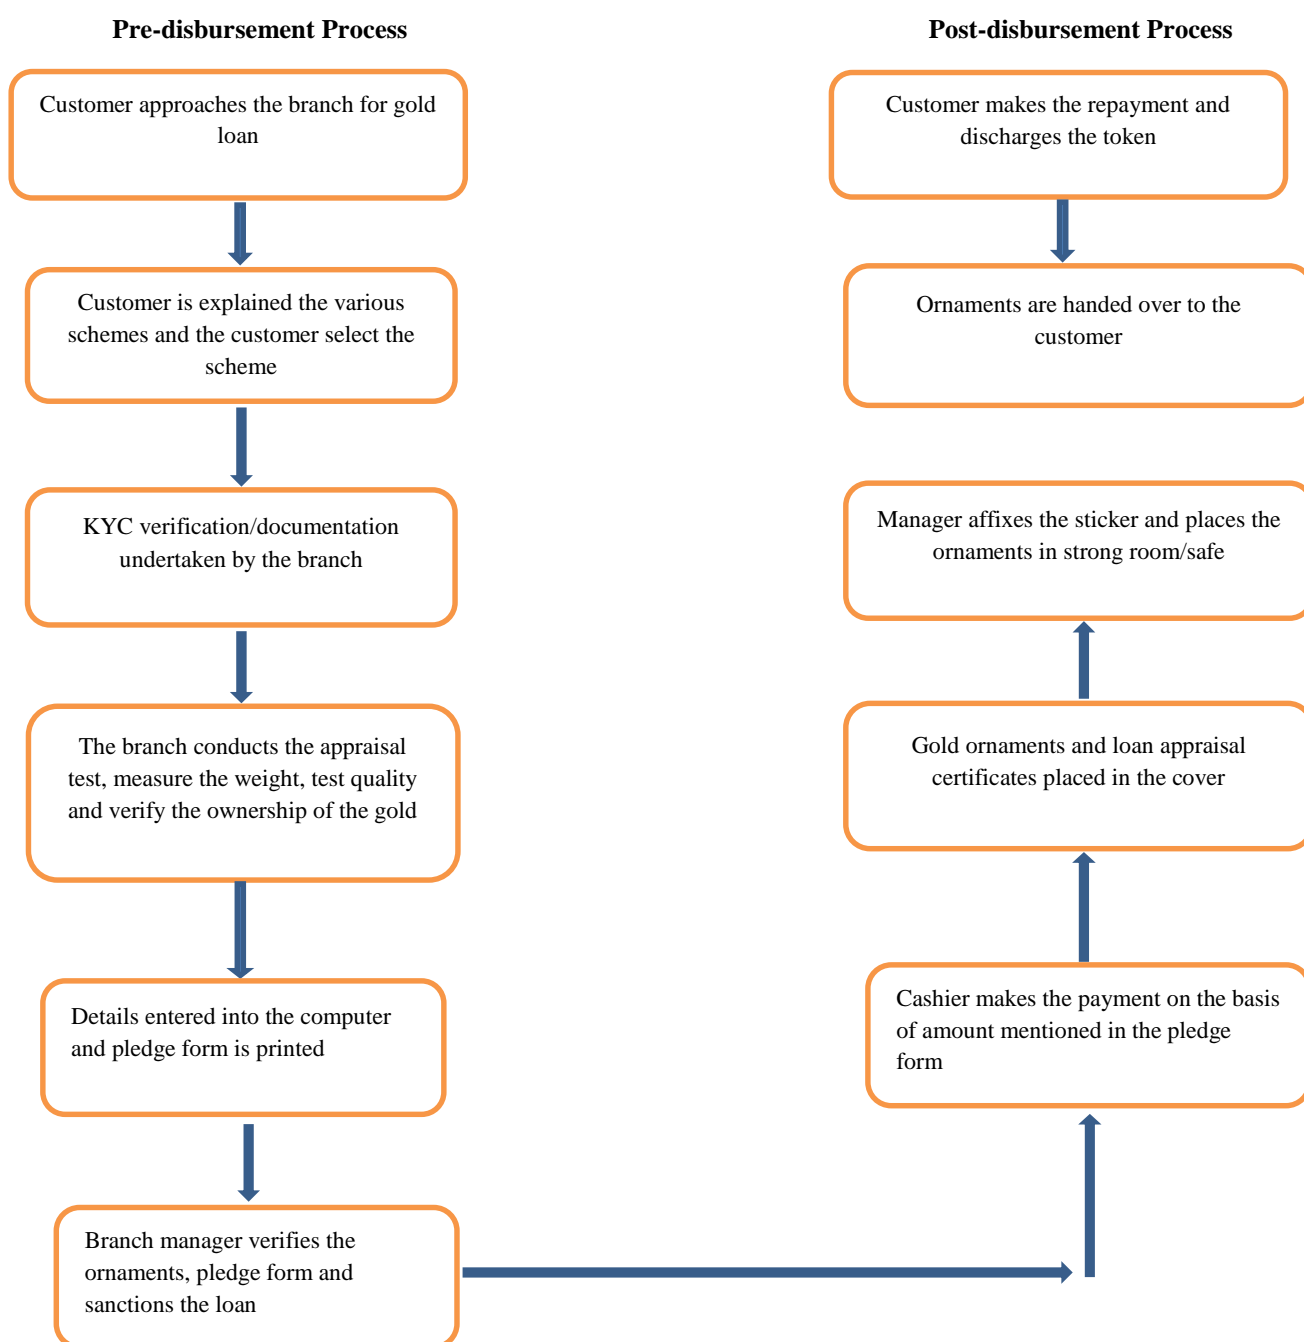 Pre-disbursement Process
Customer approaches the branch for gold
loan
Customer is explained the various
schemes and the customer select the
scheme
KYC verification/documentation
undertaken by the branch
The branch conducts the appraisal
test, measure the weight, test quality
and verify the ownership of the gold
Details entered into the computer
and pledge form is printed
Branch manager verifies the
ornaments, pledge form and
sanctions the loan
Post-disbursement Process
Customer makes the repayment and
discharges the token
Ornaments are handed over to the
customer
Manager affixes the sticker and places the
ornaments in strong room/safe
Gold ornaments and loan appraisal
certificates placed in the cover
Cashier makes the payment on the basis
of amount mentioned in the pledge
form